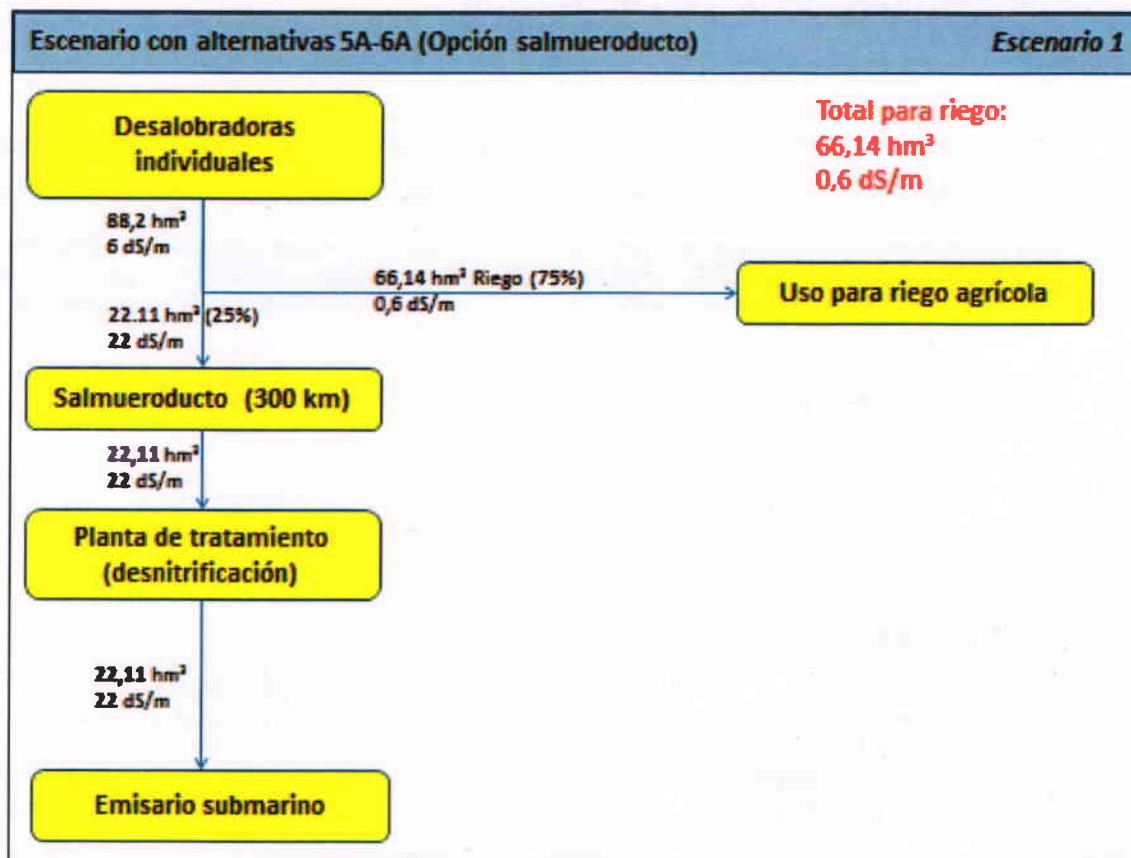 Escenario con alternativas 5A-6A (Opción salmueroducto)
Escenario 1
Desalobradoras
individuales
Total para riego:
66,14 hm³
0,6 dS/m
88,2 hm³
6 dS/m
66,14 hm³ Riego (75%)
0,6 dS/m
Uso para riego agrícola
22.11 hm³ (25%)
22 dS/m
Salmueroducto (300 km)
22,11 hm³
22 dS/m
Planta de tratamiento
(desnitrificación)
22,11 hm³
22 dS/m
Emisario submarino